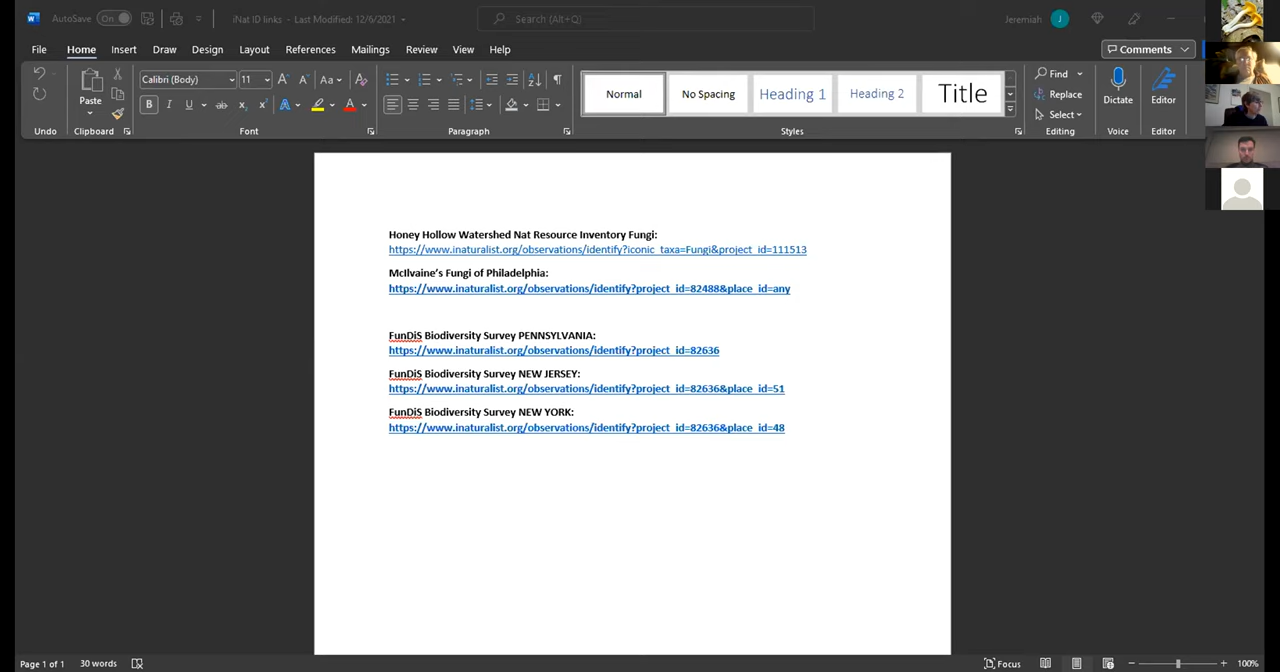 AutoSave On iNat ID links - Last Modified: 12/6/2021 Search (Alt+Q) Jeremiah J
File Home Insert Draw Design Layout References Mailings Review View Help Comments
Calibri (Body) 11 Aa
Paste
B I U ab x x A A
Normal No Spacing Heading 1 Heading 2 Title
Find
Replace
Select
Dictate Editor
Undo Clipboard Font Paragraph Styles Editing Voice Editor
Honey Hollow Watershed Nat Resource Inventory Fungi:
https://www.inaturalist.org/observations/identify?iconic_taxa=Fungi&project_id=111513
McIlvaine’s Fungi of Philadelphia:
https://www.inaturalist.org/observations/identify?project_id=82488&place_id=any
FunDiS Biodiversity Survey PENNSYLVANIA:
https://www.inaturalist.org/observations/identify?project_id=82636
FunDiS Biodiversity Survey NEW JERSEY:
https://www.inaturalist.org/observations/identify?project_id=82636&place_id=51
FunDiS Biodiversity Survey NEW YORK:
https://www.inaturalist.org/observations/identify?project_id=82636&place_id=48
Page 1 of 1 30 words Focus 100%